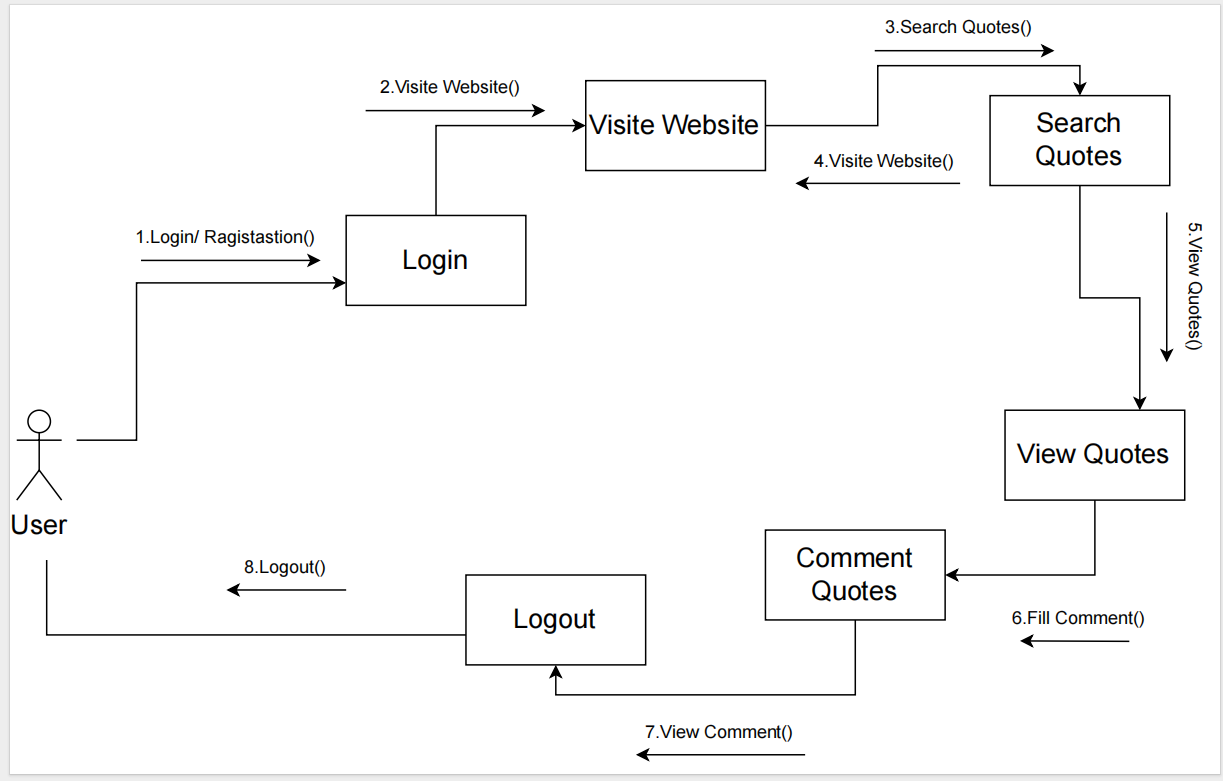 3.Search Quotes()
2.Visite Website()
Visite Website
Search
Quotes
4.Visite Website()
1.Login/ Ragistastion()
Login
5.View Quotes()
View Quotes
User
Comment
Quotes
8.Logout()
Logout
6.Fill Comment()
7.View Comment()